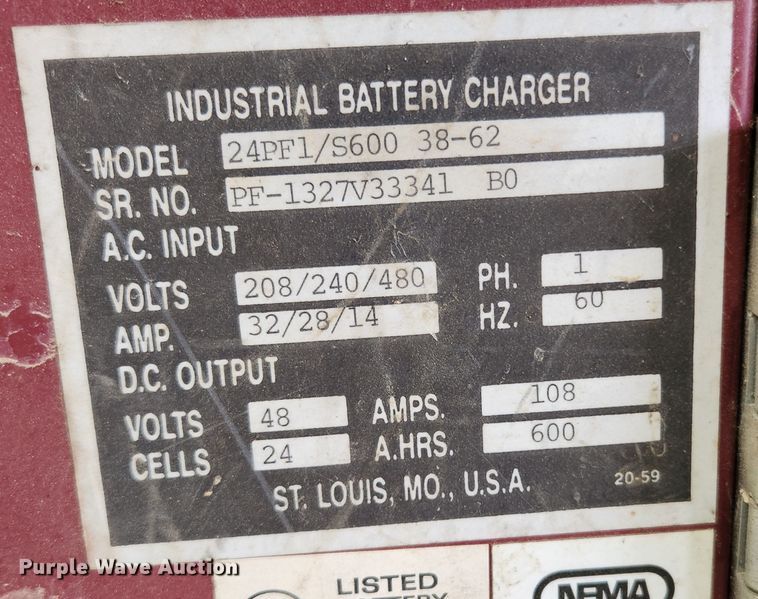 INDUSTRIAL BATTERY CHARGER
MODEL 24PF1/S600 38-62
SR. NO. PF-1327V33341 B0
A.C. INPUT
VOLTS 208/240/480 PH. 1
AMP. 32/28/14 HZ. 60
D.C. OUTPUT
VOLTS 48 AMPS. 108
CELLS 24 A.HRS. 600
ST. LOUIS, MO., U.S.A. 20-59
LISTED
NEMA
Purple Wave Auction